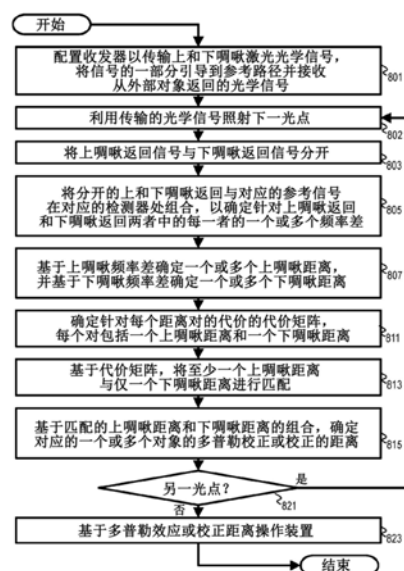 开始
配置收发器以传输上和下啁啾激光光学信号，
将信号的一部分引导到参考路径并接收
从外部对象返回的光学信号
801
利用传输的光学信号照射下一光点
802
将上啁啾返回信号与下啁啾返回信号分开
803
将分开的上和下啁啾返回与对应的参考信号
在对应的检测器处组合，以确定针对上啁啾返回
和下啁啾返回两者中的每一者的一个或多个频率差
805
基于上啁啾频率差确定一个或多个上啁啾距离，
并基于下啁啾频率差确定一个或多个下啁啾距离
807
确定针对每个距离对的代价的代价矩阵，
每个对包括一个上啁啾距离和一个下啁啾距离
811
基于代价矩阵，将至少一个上啁啾距离
与仅一个下啁啾距离进行匹配
813
基于匹配的上啁啾距离和下啁啾距离的组合，确定
对应的一个或多个对象的多普勒校正或校正的距离
815
另一光点？
是
821
否
基于多普勒效应或校正距离操作装置
823
结束